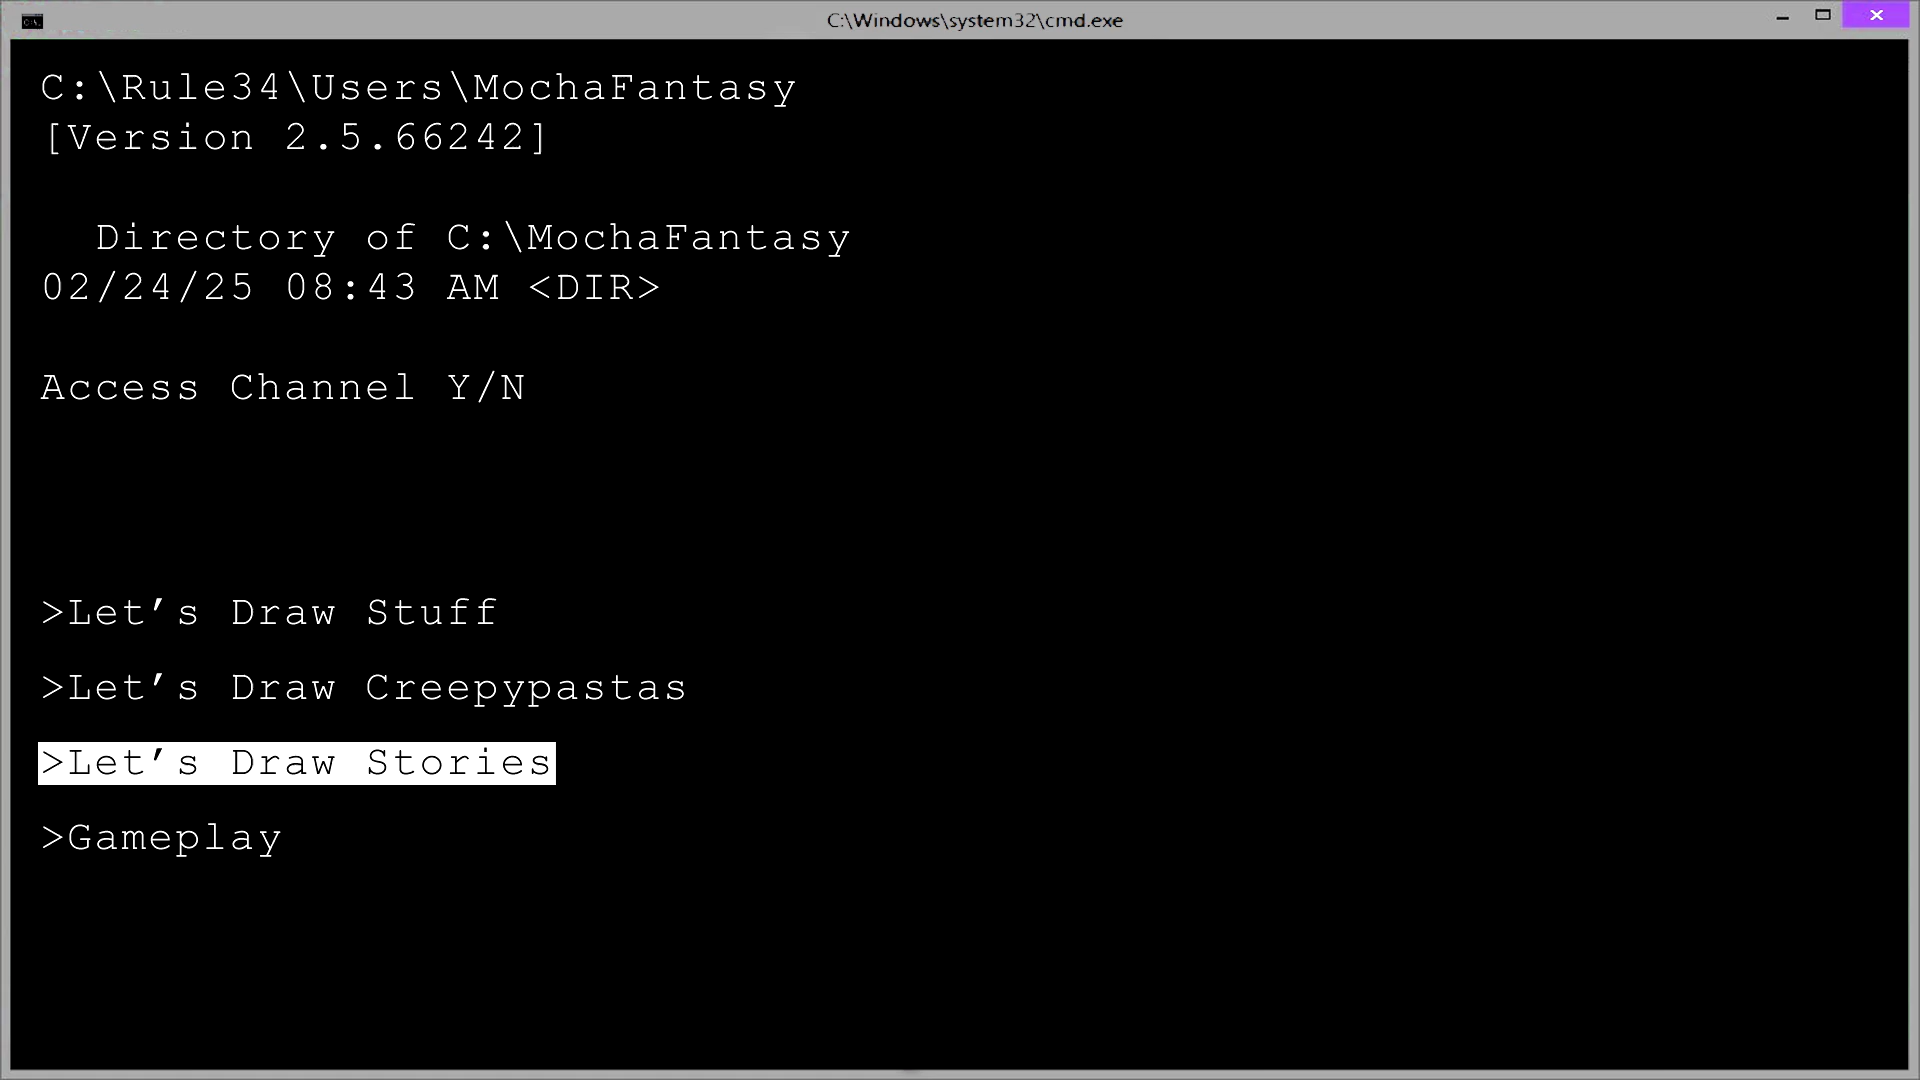 C:\Windows\system32\cmd.exe
C:\Rule34\Users\MochaFantasy
[Version 2.5.66242]
Directory of C:\MochaFantasy
02/24/25 08:43 AM <DIR>
Access Channel Y/N
>Let’s Draw Stuff
>Let’s Draw Creepypastas
>Let’s Draw Stories
>Gameplay